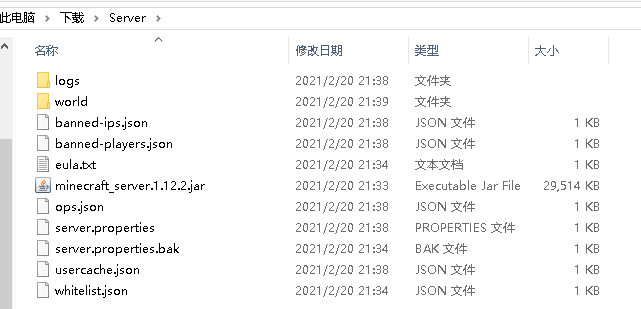 此电脑 > 下载 > Server >
名称 修改日期 类型 大小
logs 2021/2/20 21:38 文件夹
world 2021/2/20 21:39 文件夹
banned-ips.json 2021/2/20 21:38 JSON 文件 1 KB
banned-players.json 2021/2/20 21:38 JSON 文件 1 KB
eula.txt 2021/2/20 21:34 文本文档 1 KB
minecraft_server.1.12.2.jar 2021/2/20 21:33 Executable Jar File 29,514 KB
ops.json 2021/2/20 21:38 JSON 文件 1 KB
server.properties 2021/2/20 21:38 PROPERTIES 文件 1 KB
server.properties.bak 2021/2/20 21:34 BAK 文件 1 KB
usercache.json 2021/2/20 21:38 JSON 文件 1 KB
whitelist.json 2021/2/20 21:34 JSON 文件 1 KB